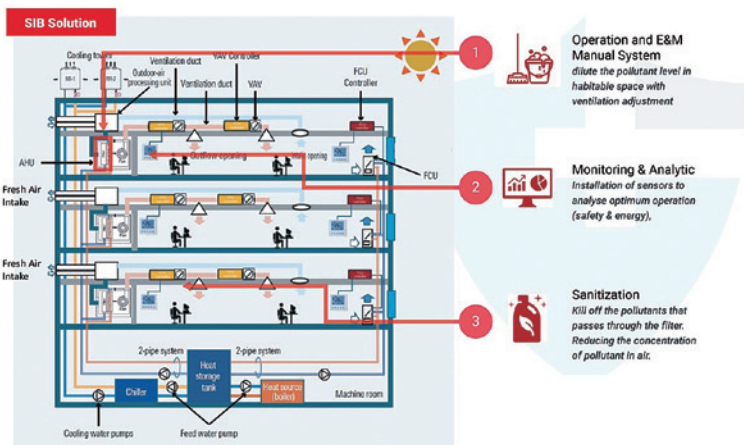 SIB Solution
Cooling tower
Ventilation duct
VAV Controller
Outdoor-air
processing unit
Ventilation duct
VAV
FCU
Controller
AHU
Outflow opening
opening
FCU
Fresh Air
Intake
Fresh Air
Intake
2-pipe system
2-pipe system
Heat
storage
tank
Chiller
Heat source
(boiler)
Machine room
Cooling water pumps
Feed water pump
1
Operation and E&M
Manual System
dilute the pollutant level in
habitable space with
ventilation adjustment
2
Monitoring & Analytic
Installation of sensors to
analyse optimum operation
(safety & energy),
3
Sanitization
Kill off the pollutants that
passes through the filter.
Reducing the concentration
of pollutant in air.